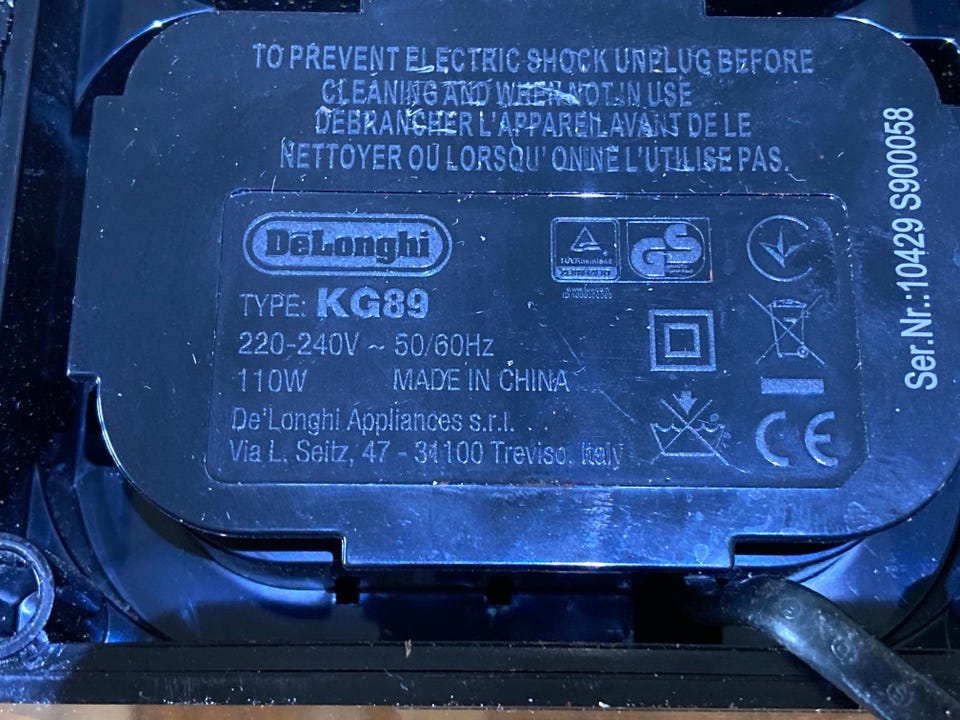 TO PREVENT ELECTRIC SHOCK UNPLUG BEFORE
CLEANING AND WHEN NOT IN USE
DEBRANCHER L'APPAREIL AVANT DE LE
NETTOYER OU LORSQU' ON NE L'UTILISE PAS.
DeLonghi
TYPE: KG89
220-240V ~ 50/60Hz
110W MADE IN CHINA
De'Longhi Appliances s.r.l.
Via L. Seitz, 47 - 31100 Treviso Italy
TÜVRheinland
GS
CE
Ser.Nr.:10429 S900058